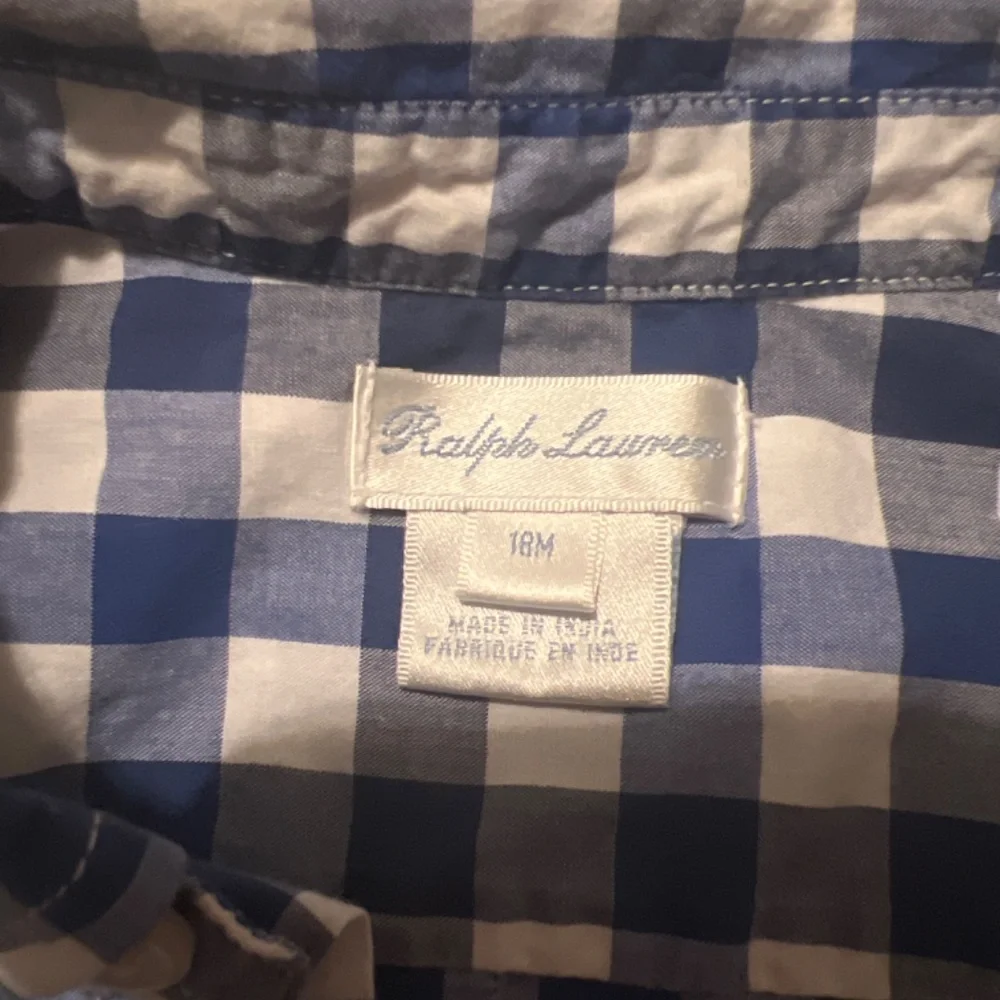 Ralph Lauren
18M
MADE IN INDIA
FABRIQUE EN INDE